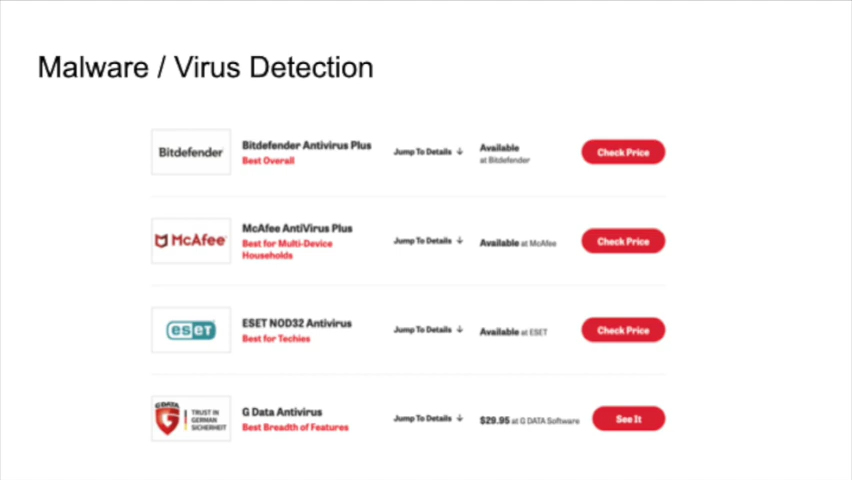 Malware / Virus Detection
Bitdefender
Bitdefender Antivirus Plus
Best Overall
Jump To Details ↓
Available
at Bitdefender
Check Price
McAfee
McAfee AntiVirus Plus
Best for Multi-Device
Households
Jump To Details ↓
Available at McAfee
Check Price
eset
ESET NOD32 Antivirus
Best for Techies
Jump To Details ↓
Available at ESET
Check Price
G DATA
TRUST IN
GERMAN
SICHERHEIT
G Data Antivirus
Best Breadth of Features
Jump To Details ↓
$29.95 at G DATA Software
See It